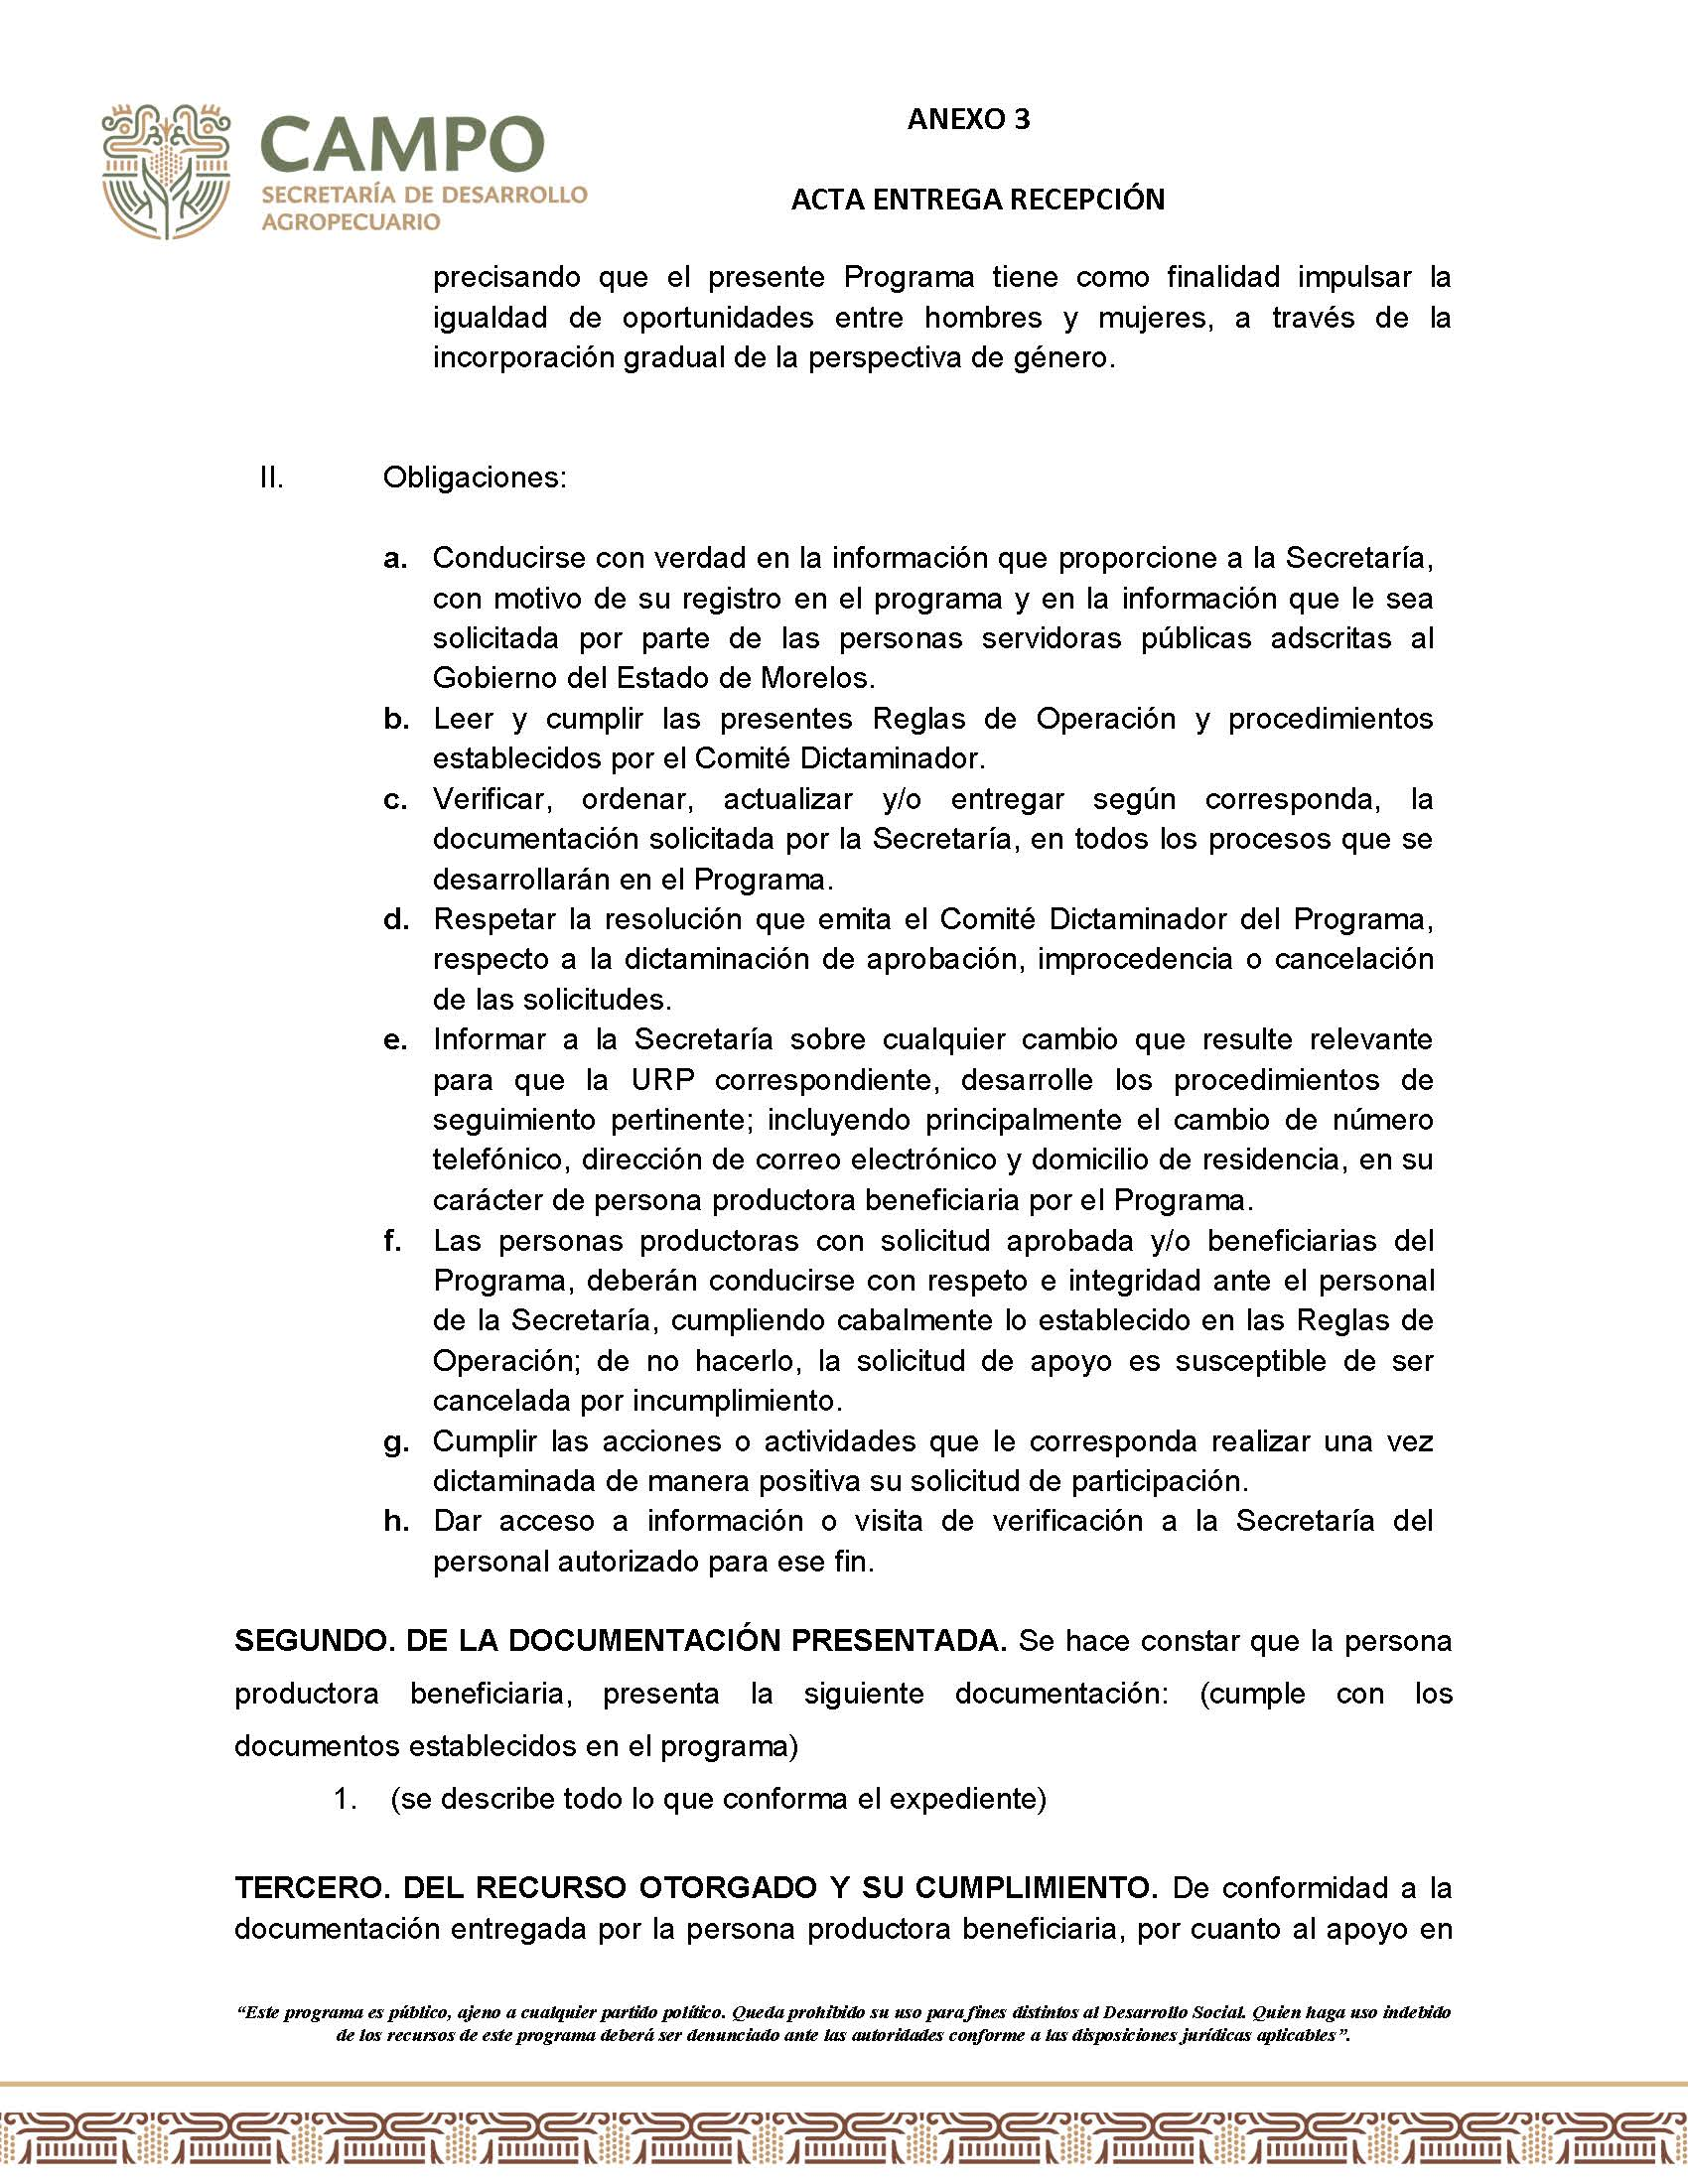 CAMPO
SECRETARÍA DE DESARROLLO
AGROPECUARIO
ANEXO 3
ACTA ENTREGA RECEPCIÓN
precisando que el presente Programa tiene como finalidad impulsar la
igualdad de oportunidades entre hombres y mujeres, a través de la
incorporación gradual de la perspectiva de género.
II. Obligaciones:
a. Conducirse con verdad en la información que proporcione a la Secretaría,
con motivo de su registro en el programa y en la información que le sea
solicitada por parte de las personas servidoras públicas adscritas al
Gobierno del Estado de Morelos.
b. Leer y cumplir las presentes Reglas de Operación y procedimientos
establecidos por el Comité Dictaminador.
c. Verificar, ordenar, actualizar y/o entregar según corresponda, la
documentación solicitada por la Secretaría, en todos los procesos que se
desarrollarán en el Programa.
d. Respetar la resolución que emita el Comité Dictaminador del Programa,
respecto a la dictaminación de aprobación, improcedencia o cancelación
de las solicitudes.
e. Informar a la Secretaría sobre cualquier cambio que resulte relevante
para que la URP correspondiente, desarrolle los procedimientos de
seguimiento pertinente; incluyendo principalmente el cambio de número
telefónico, dirección de correo electrónico y domicilio de residencia, en su
carácter de persona productora beneficiaria por el Programa.
f. Las personas productoras con solicitud aprobada y/o beneficiarias del
Programa, deberán conducirse con respeto e integridad ante el personal
de la Secretaría, cumpliendo cabalmente lo establecido en las Reglas de
Operación; de no hacerlo, la solicitud de apoyo es susceptible de ser
cancelada por incumplimiento.
g. Cumplir las acciones o actividades que le corresponda realizar una vez
dictaminada de manera positiva su solicitud de participación.
h. Dar acceso a información o visita de verificación a la Secretaría del
personal autorizado para ese fin.
SEGUNDO. DE LA DOCUMENTACIÓN PRESENTADA. Se hace constar que la persona
productora beneficiaria, presenta la siguiente documentación: (cumple con los
documentos establecidos en el programa)
1. (se describe todo lo que conforma el expediente)
TERCERO. DEL RECURSO OTORGADO Y SU CUMPLIMIENTO. De conformidad a la
documentación entregada por la persona productora beneficiaria, por cuanto al apoyo en
“Este programa es público, ajeno a cualquier partido político. Queda prohibido su uso para fines distintos al Desarrollo Social. Quien haga uso indebido
de los recursos de este programa deberá ser denunciado ante las autoridades conforme a las disposiciones jurídicas aplicables”.